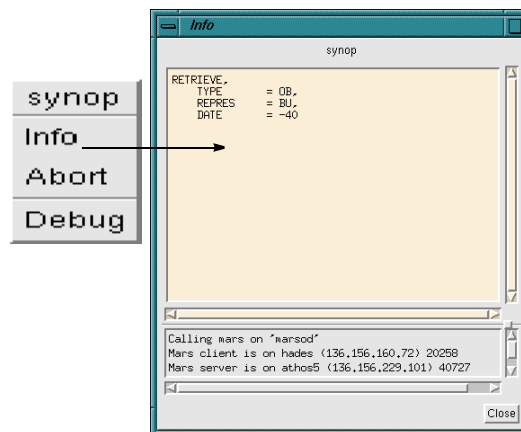 synop
Info
Abort
Debug
Info
synop
RETRIEVE,
TYPE = OB,
REPRES = BU,
DATE = -40
Calling mars on "marsod"
Mars client is on hades (136.156.160.72) 20258
Mars server is on athos5 (136.156.229.101) 40727
Close